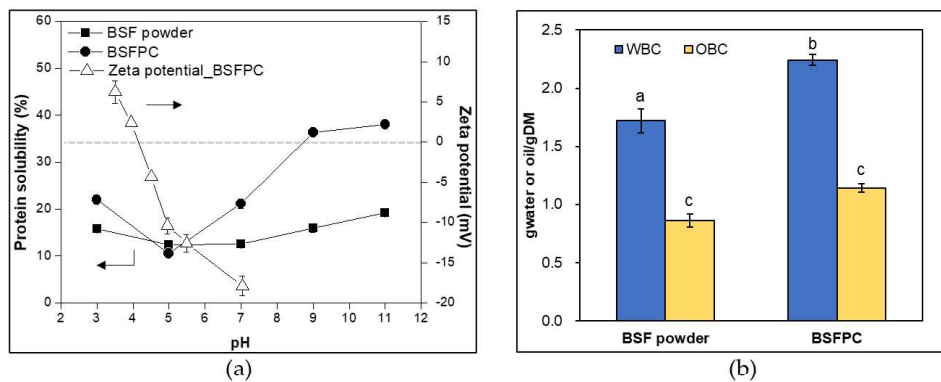 BSF powder
BSFPC
Zeta potential_BSFPC
Protein solubility (%)
60
50
40
30
20
10
0
15
10
5
0
-5
-10
-15
-20
Zeta potential (mV)
2 3 4 5 6 7 8 9 10 11 12
pH
(a)
WBC OBC
gwater or oil/gDM
2.5
2.0
1.5
1.0
0.5
0.0
a
c
b
c
BSF powder BSFPC
(b)